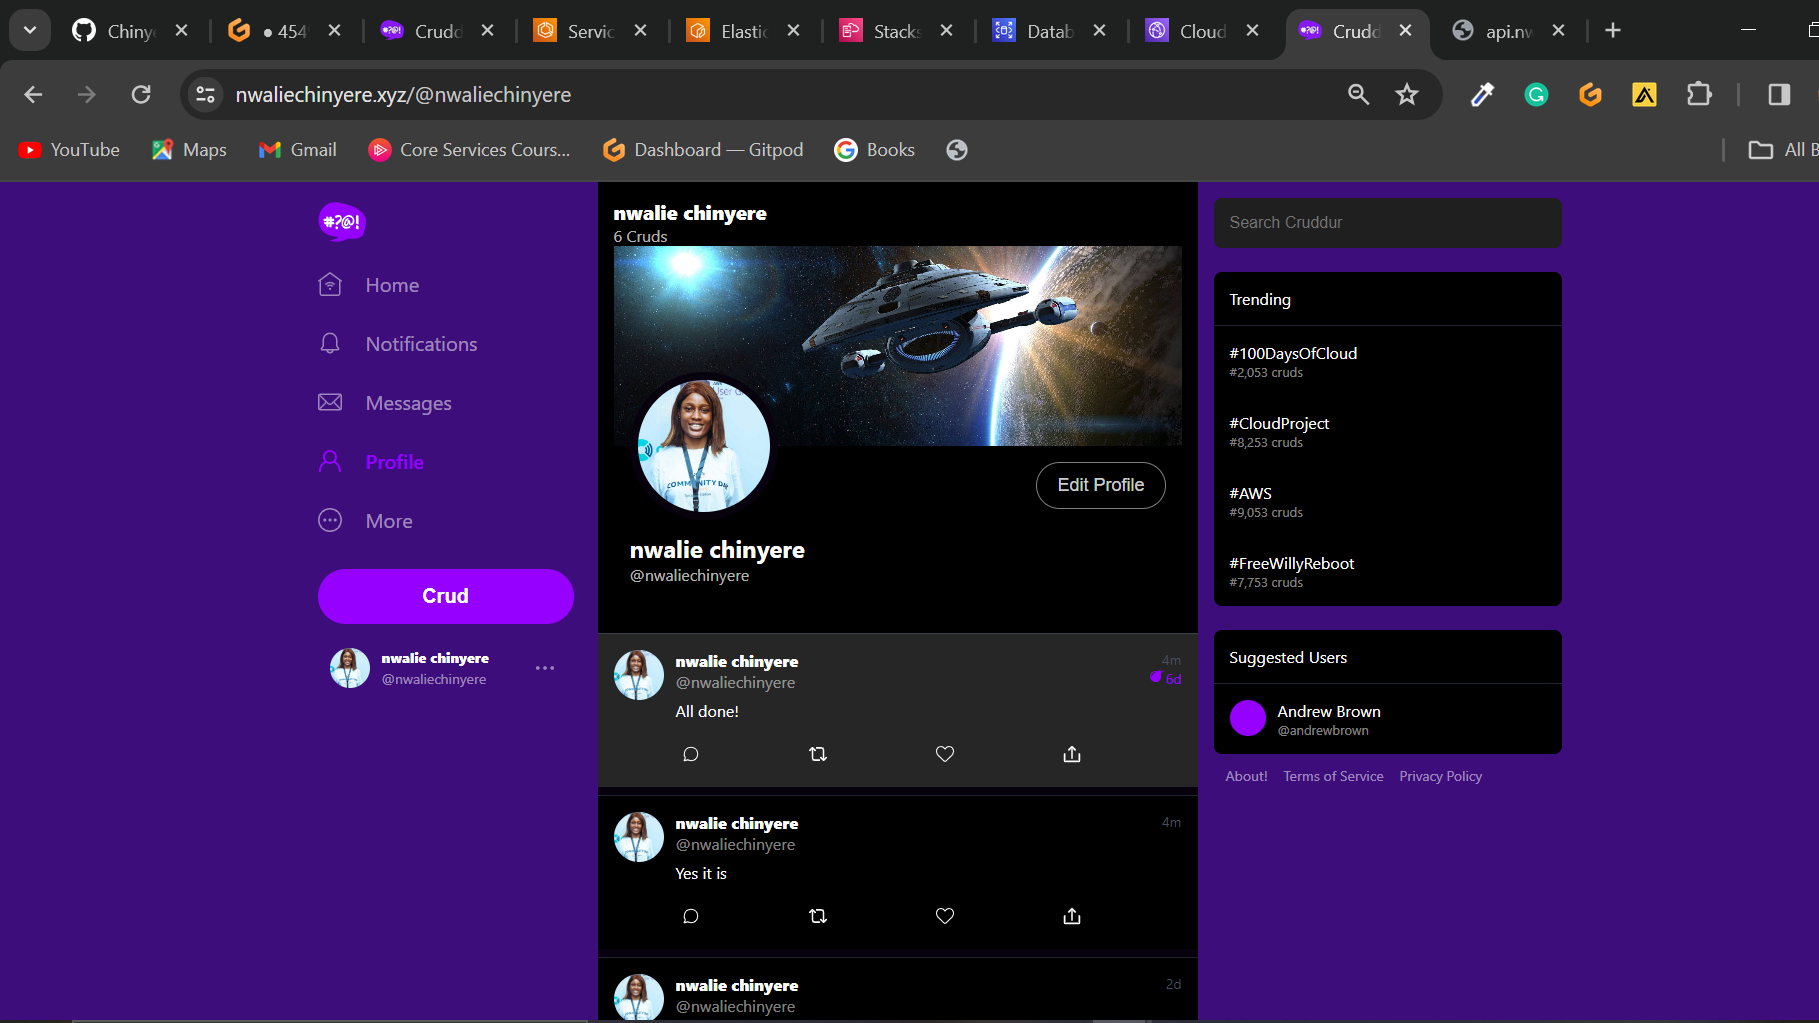 Chinye
● 454
Crudd
Servic
Elastic
Stacks
Datab
Cloud
Crudd
api.nw
nwaliechinyere.xyz/@nwaliechinyere
YouTube
Maps
Gmail
Core Services Cours...
Dashboard — Gitpod
Books
All B
#?@!
Home
Notifications
Messages
Profile
More
Crud
nwalie chinyere
@nwaliechinyere
nwalie chinyere
6 Cruds
COMMUNITY DA
Edit Profile
nwalie chinyere
@nwaliechinyere
nwalie chinyere
4m
@nwaliechinyere
6d
All done!
nwalie chinyere
4m
@nwaliechinyere
Yes it is
nwalie chinyere
2d
@nwaliechinyere
Search Cruddur
Trending
#100DaysOfCloud
#2,053 cruds
#CloudProject
#8,253 cruds
#AWS
#9,053 cruds
#FreeWillyReboot
#7,753 cruds
Suggested Users
Andrew Brown
@andrewbrown
About!
Terms of Service
Privacy Policy